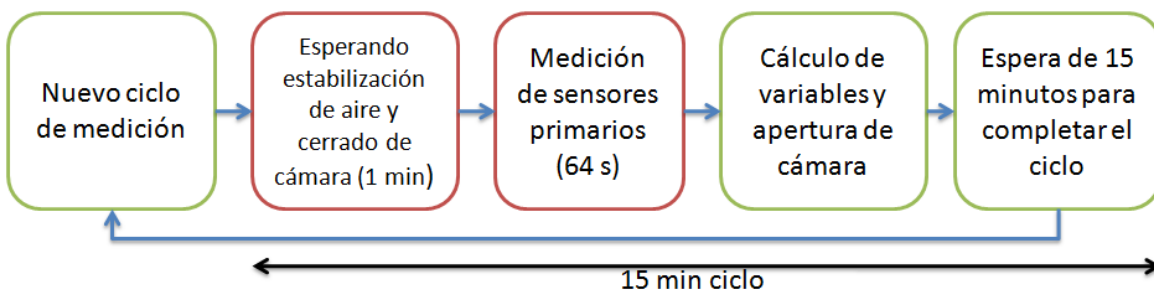 Nuevo ciclo
de medición
Esperando
estabilización
de aire y
cerrado de
cámara (1 min)
Medición
de sensores
primarios
(64 s)
Cálculo de
variables y
apertura de
cámara
Espera de 15
minutos para
completar el
ciclo
15 min ciclo